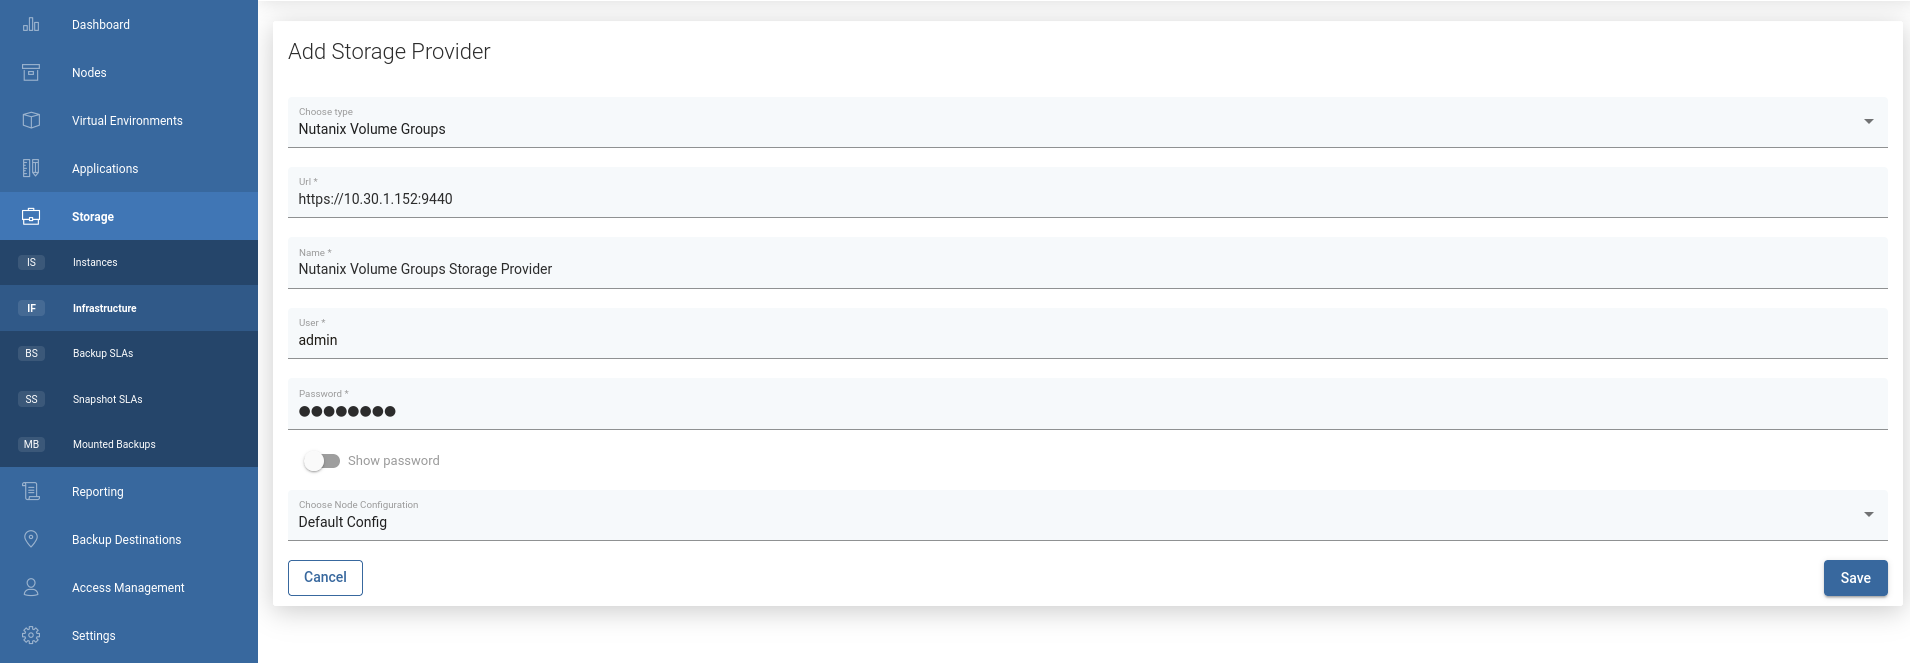 Dashboard
Nodes
Virtual Environments
Applications
Storage
IS Instances
IF Infrastructure
BS Backup SLAs
SS Snapshot SLAs
MB Mounted Backups
Reporting
Backup Destinations
Access Management
Settings
Add Storage Provider
Choose type
Nutanix Volume Groups
Url *
https://10.30.1.152:9440
Name *
Nutanix Volume Groups Storage Provider
User *
admin
Password *
●●●●●●●●
Show password
Choose Node Configuration
Default Config
Cancel
Save